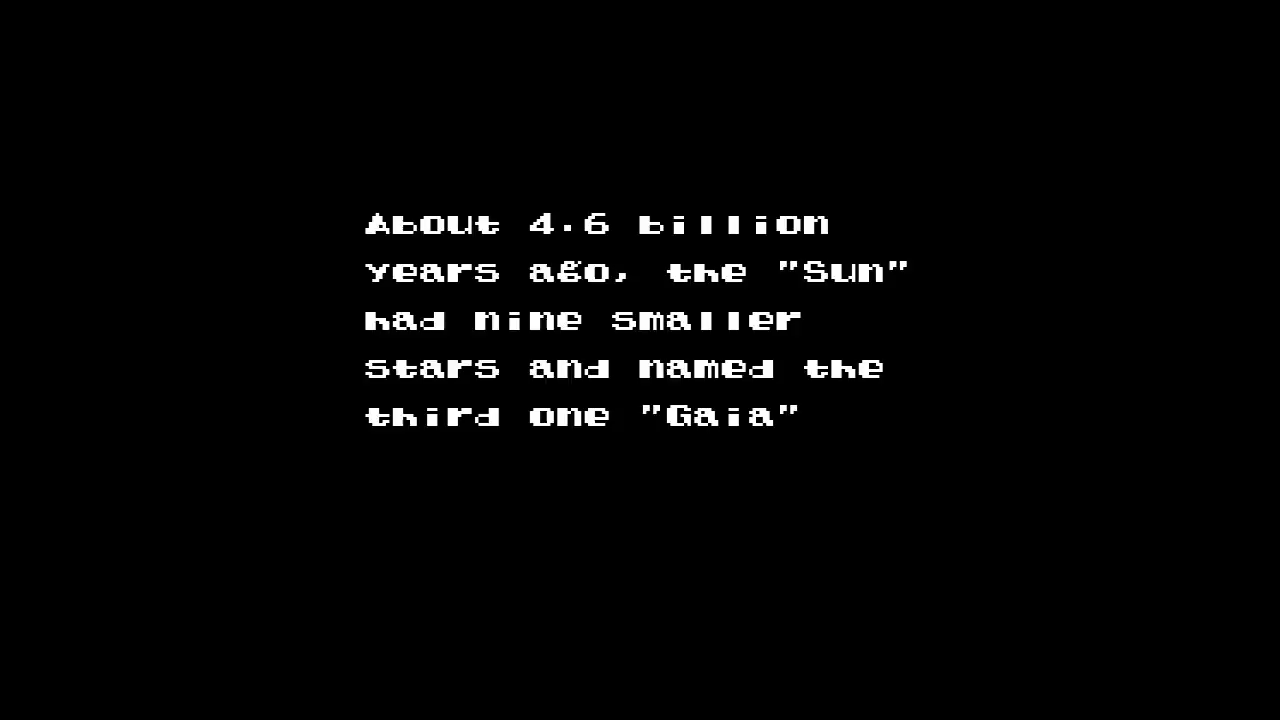 About 4.6 billion
years ago, the "Sun"
had nine smaller
stars and named the
third one "Gaia"